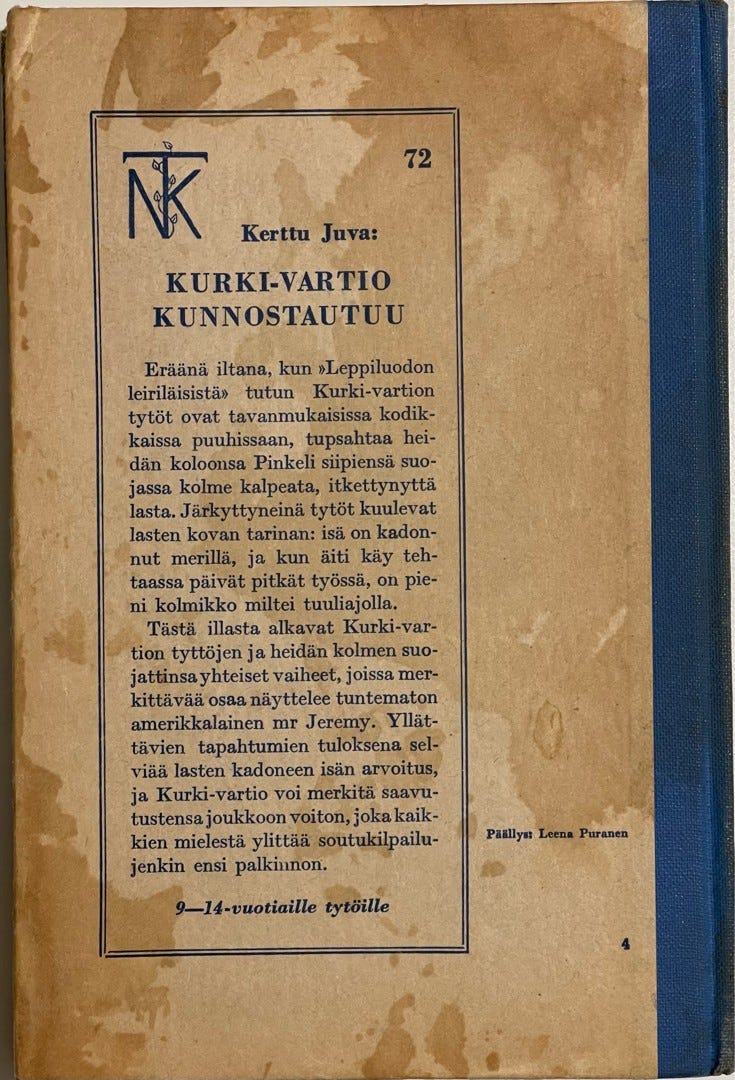 NTK
72
Kerttu Juva:
KURKI-VARTIO
KUNNOSTAUTUU
Eräänä iltana, kun »Leppiluodon
leiriläisistä» tutun Kurki-vartion
tytöt ovat tavanmukaisissa kodik-
kaissa puuhissaan, tupsahtaa hei-
dän koloonsa Pinkeli siipiensä suo-
jassa kolme kalpeata, itkettynyttä
lasta. Järkyttyneinä tytöt kuulevat
lasten kovan tarinan: isä on kadon-
nut merillä, ja kun äiti käy teh-
taassa päivät pitkät työssä, on pie-
ni kolmikko miltei tuuliajolla.
Tästä illasta alkavat Kurki-var-
tion tyttöjen ja heidän kolmen suo-
jattinsa yhteiset vaiheet, joissa mer-
kittävää osaa näyttelee tuntematon
amerikkalainen mr Jeremy. Yllät-
tävien tapahtumien tuloksena sel-
viää lasten kadoneen isän arvoitus,
ja Kurki-vartio voi merkitä saavu-
tustensa joukkoon voiton, joka kaik-
kien mielestä ylittää soutukilpailu-
jenkin ensi palkinnon.
9—14-vuotiaille tytöille
Päällys: Leena Puranen
4